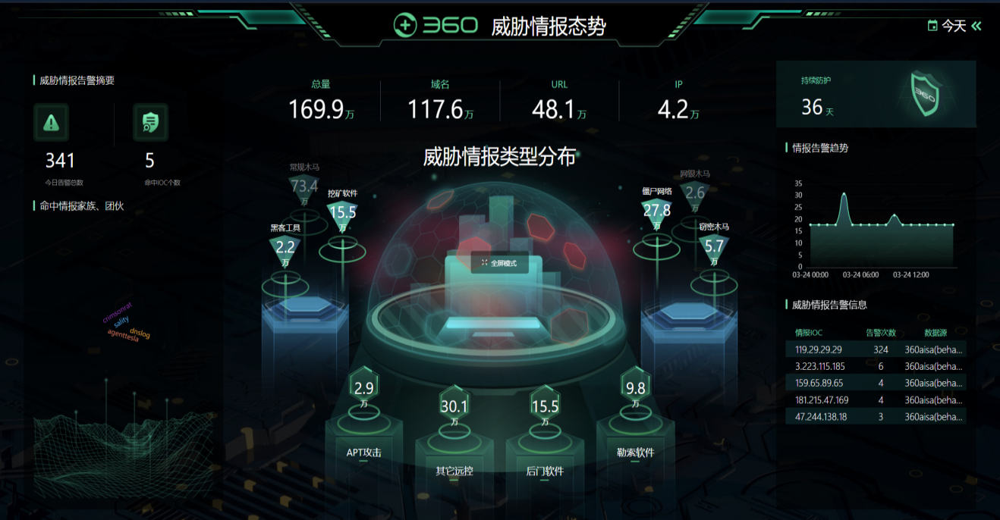 360 威胁情报态势
今天
威胁情报告警摘要
341
今日告警总数
5
命中IOC个数
命中情报家族、团伙
crimsonrat
sality
dnslog
agenttesla
总量
169.9万
域名
117.6万
URL
48.1万
IP
4.2万
威胁情报类型分布
常规木马
73.4
万
挖矿软件
15.5
万
黑客工具
2.2
万
僵尸网络
27.8
万
网银木马
2.6
万
窃密木马
5.7
万
全屏模式
2.9
万
APT攻击
30.1
万
其它远控
15.5
万
后门软件
9.8
万
勒索软件
持续防护
36 天
360
情报告警趋势
35
30
25
20
15
10
5
0
03-24 00:00 03-24 06:00 03-24 12:00
威胁情报告警信息
情报IOC 告警次数 数据源
119.29.29.29 324 360aisa(beha...
3.223.115.185 6 360aisa(beha...
159.65.89.65 4 360aisa(beha...
181.215.47.169 4 360aisa(beha...
47.244.138.18 3 360aisa(beha...